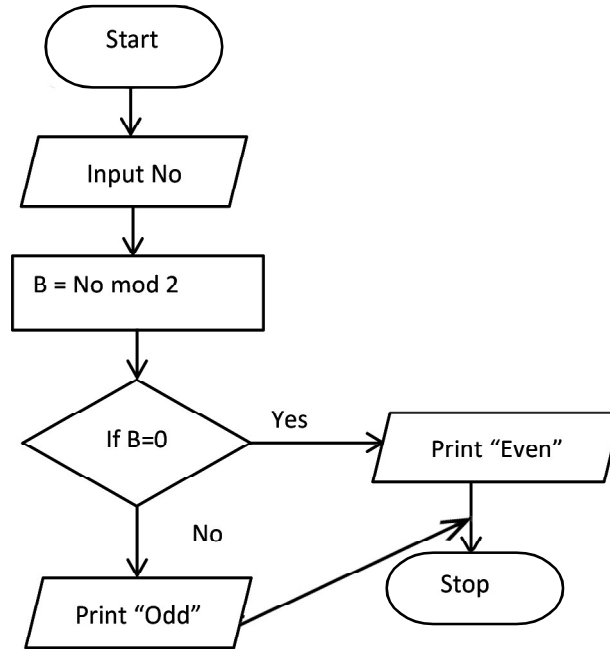 Start
Input No
B = No mod 2
If B=0
Yes
Print “Even”
No
Print “Odd”
Stop